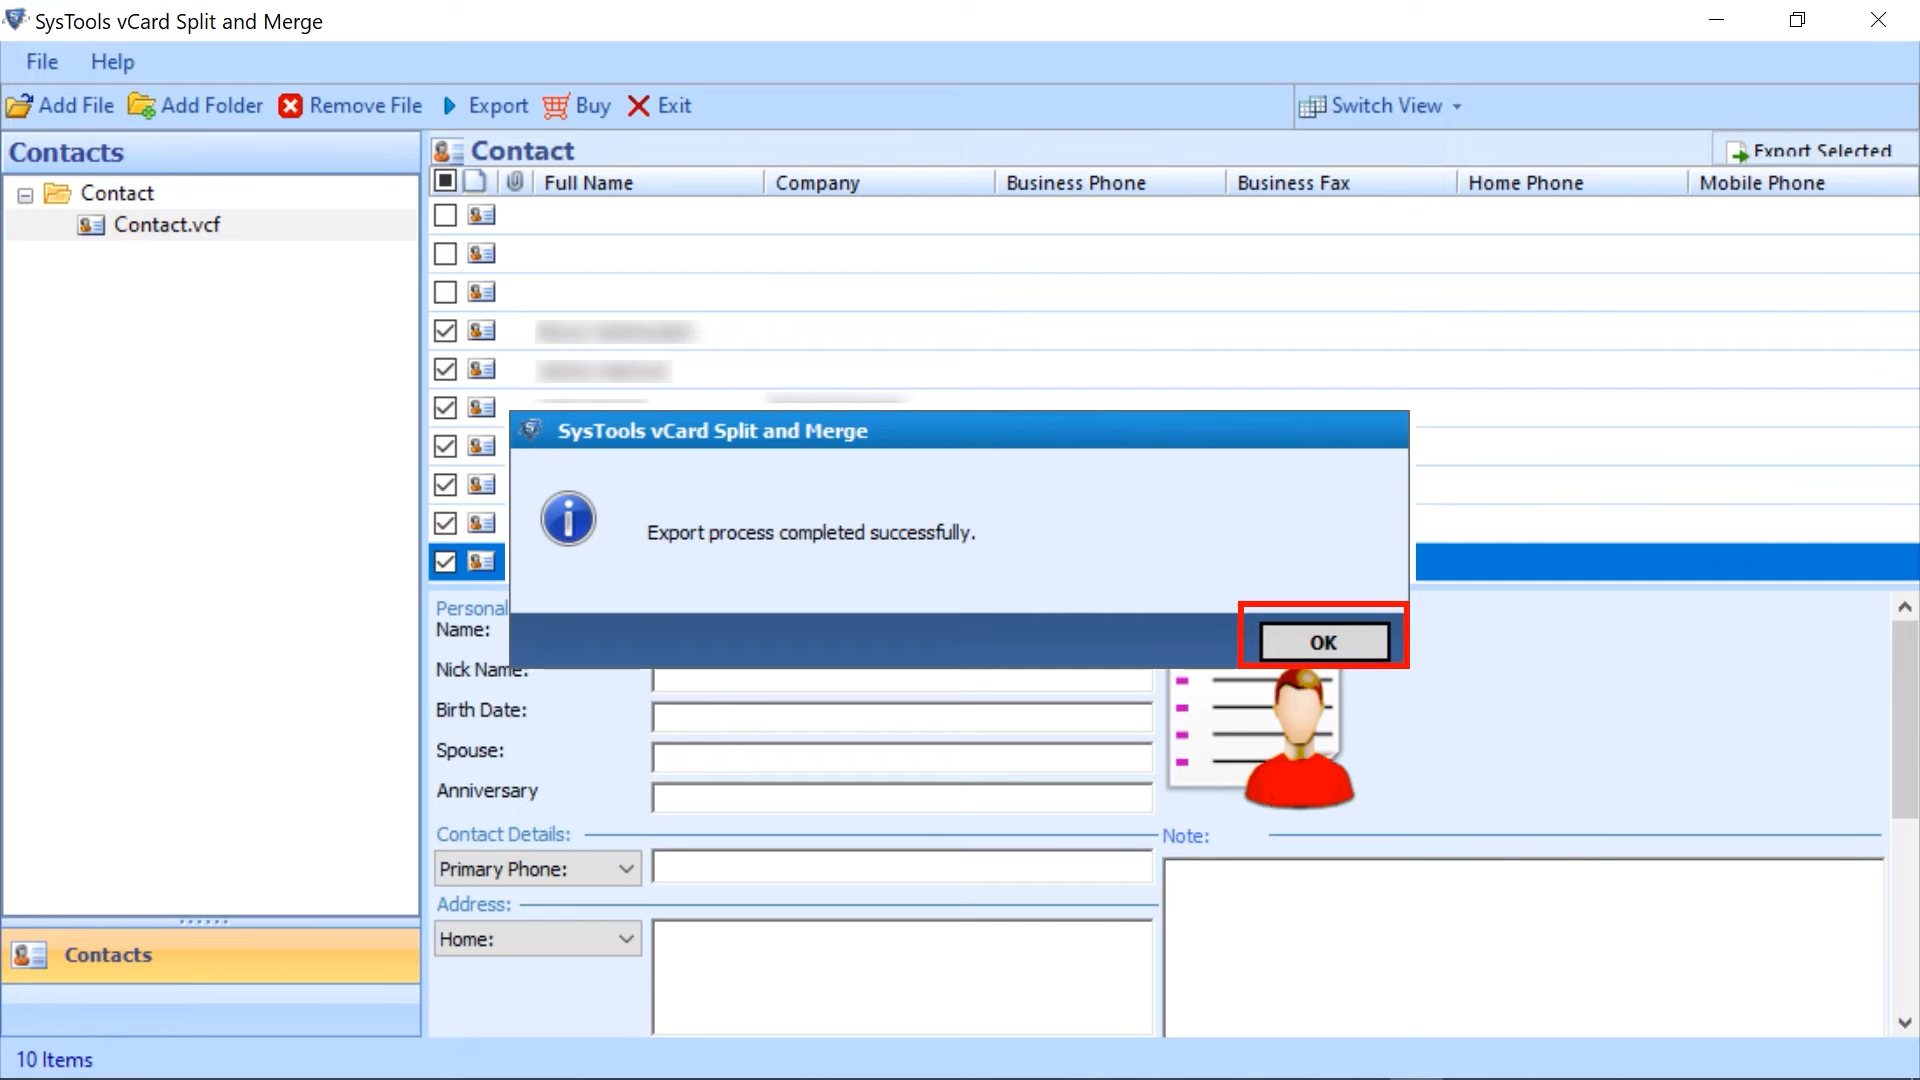 SysTools vCard Split and Merge
File Help
Add File Add Folder Remove File Export Buy Exit Switch View
Contacts
Contact
Contact.vcf
Contact
Export Selected
Full Name Company Business Phone Business Fax Home Phone Mobile Phone
SysTools vCard Split and Merge
Export process completed successfully.
OK
Personal
Name:
Nick Name:
Birth Date:
Spouse:
Anniversary
Contact Details:
Primary Phone:
Address:
Home:
Note:
Contacts
10 Items